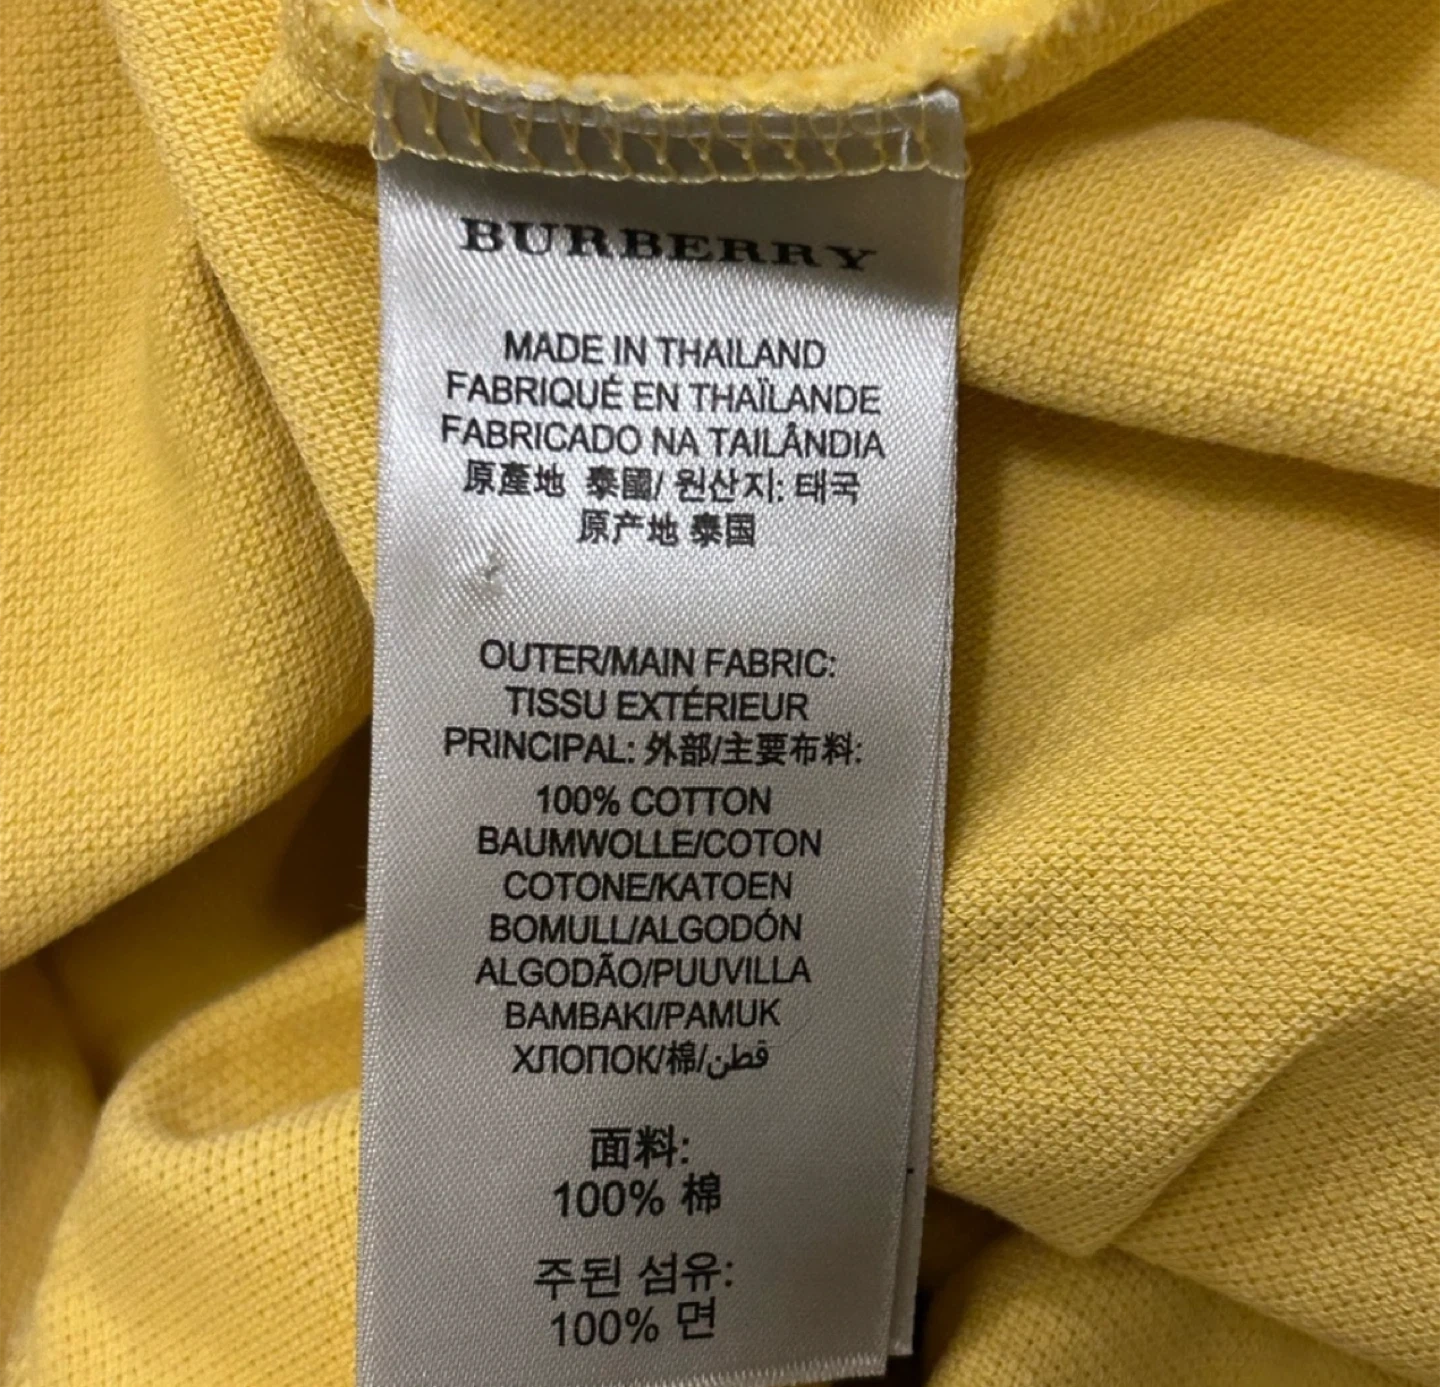 BURBERRY
MADE IN THAILAND
FABRIQUÉ EN THAÏLANDE
FABRICADO NA TAILÂNDIA
原產地 泰國/ 원산지: 태국
原产地 泰国
OUTER/MAIN FABRIC:
TISSU EXTÉRIEUR
PRINCIPAL: 外部/主要布料:
100% COTTON
BAUMWOLLE/COTON
COTONE/KATOEN
BOMULL/ALGODÓN
ALGODÃO/PUUVILLA
BAMBAKI/PAMUK
ХЛОПОК/棉/قطن
面料:
100% 棉
주된 섬유:
100% 면